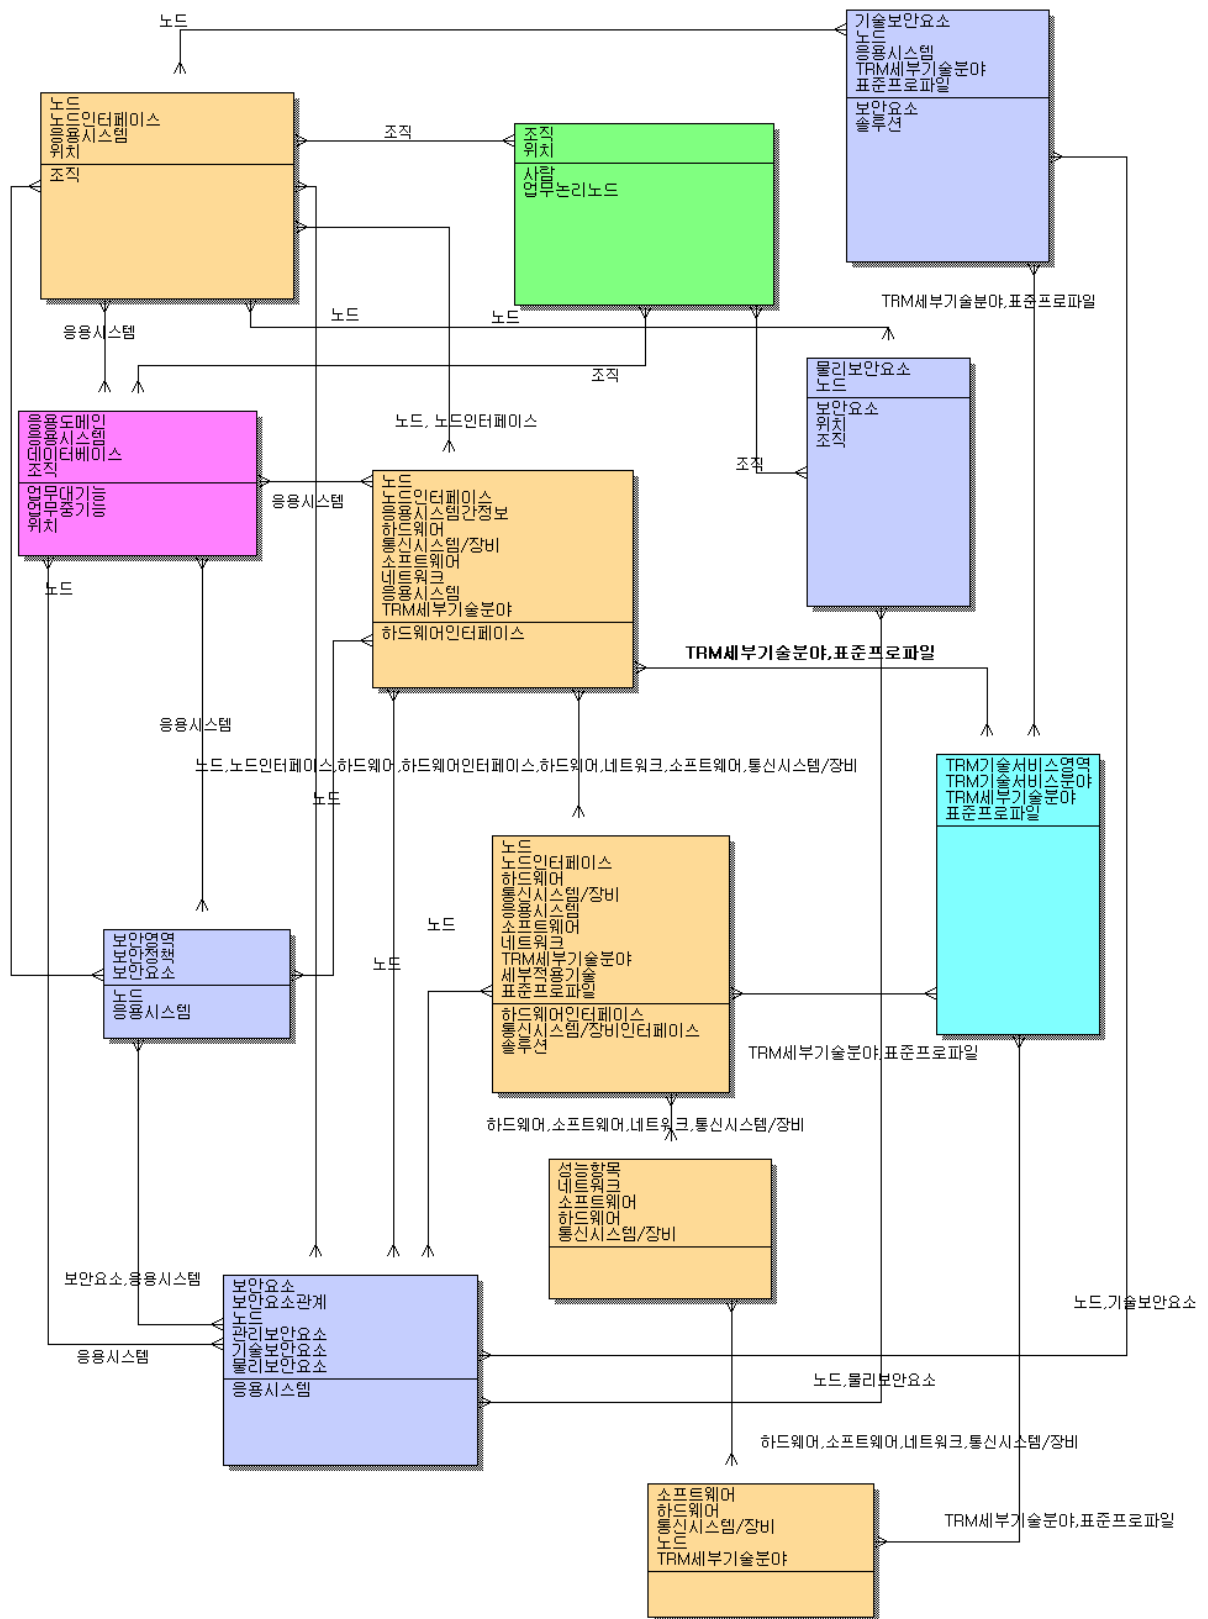 노드
기술보안요소
노드
응용시스템
TRM세부기술분야
표준프로파일
보안요소
솔루션
노드
노드인터페이스
응용시스템
위치
조직
조직
조직
위치
사람
업무논리노드
TRM세부기술분야,표준프로파일
응용시스템
노드
노드
조직
물리보안요소
노드
보안요소
위치
조직
노드, 노드인터페이스
조직
응용도메인
응용시스템
데이터베이스
조직
업무대기능
업무중기능
위치
응용시스템
노드
노드인터페이스
응용시스템간정보
하드웨어
통신시스템/장비
소프트웨어
네트워크
응용시스템
TRM세부기술분야
하드웨어인터페이스
노드
TRM세부기술분야,표준프로파일
응용시스템
노드,노드인터페이스,하드웨어,하드웨어인터페이스,하드웨어,네트워크,소프트웨어,통신시스템/장비
노드
TRM기술서비스영역
TRM기술서비스분야
TRM세부기술분야
표준프로파일
노드
노드인터페이스
하드웨어
통신시스템/장비
응용시스템
소프트웨어
네트워크
TRM세부기술분야
세부적용기술
표준프로파일
하드웨어인터페이스
통신시스템/장비인터페이스
솔루션
노드
노드
보안영역
보안정책
보안요소
노드
응용시스템
TRM세부기술분야,표준프로파일
하드웨어,소프트웨어,네트워크,통신시스템/장비
성능항목
네트워크
소프트웨어
하드웨어
통신시스템/장비
보안요소,응용시스템
보안요소
보안요소관계
노드
관리보안요소
기술보안요소
물리보안요소
응용시스템
응용시스템
노드,기술보안요소
노드,물리보안요소
하드웨어,소프트웨어,네트워크,통신시스템/장비
소프트웨어
하드웨어
통신시스템/장비
노드
TRM세부기술분야
TRM세부기술분야,표준프로파일